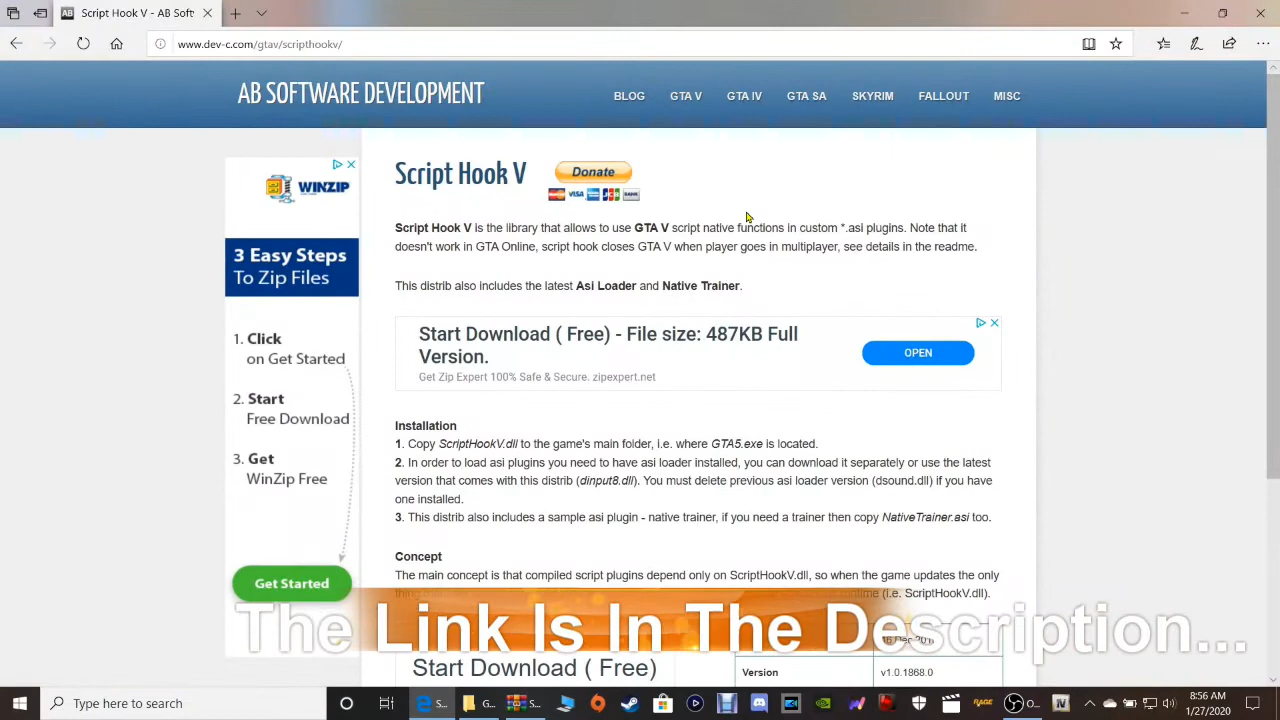 Script Hook V - AB Softwa
www.dev-c.com/gtav/scripthookv/
AB SOFTWARE DEVELOPMENT
BLOG
GTA V
GTA IV
GTA SA
SKYRIM
FALLOUT
MISC
WINZIP
3 Easy Steps
To Zip Files
1. Click
on Get Started
2. Start
Free Download
3. Get
WinZip Free
Get Started
Script Hook V
Donate
VISA
JCB
BANK
Script Hook V is the library that allows to use GTA V script native functions in custom *.asi plugins. Note that it
doesn't work in GTA Online, script hook closes GTA V when player goes in multiplayer, see details in the readme.
This distrib also includes the latest Asi Loader and Native Trainer.
Start Download ( Free) - File size: 487KB Full
Version.
Get Zip Expert 100% Safe & Secure. zipexpert.net
OPEN
Installation
1. Copy ScriptHookV.dll to the game's main folder, i.e. where GTA5.exe is located.
2. In order to load asi plugins you need to have asi loader installed, you can download it separately or use the latest
version that comes with this distrib (dinput8.dll). You must delete previous asi loader version (dsound.dll) if you have
one installed.
3. This distrib also includes a sample asi plugin - native trainer, if you need a trainer then copy NativeTrainer.asi too.
Concept
The main concept is that compiled script plugins depend only on ScriptHookV.dll, so when the game updates the only
(i.e. ScriptHookV.dll).
The Link Is In The Description...
Start Download ( Free)
Version
v1.0.1868.0
Type here to search
S...
G...
S...
O...
8:56 AM
1/27/2020